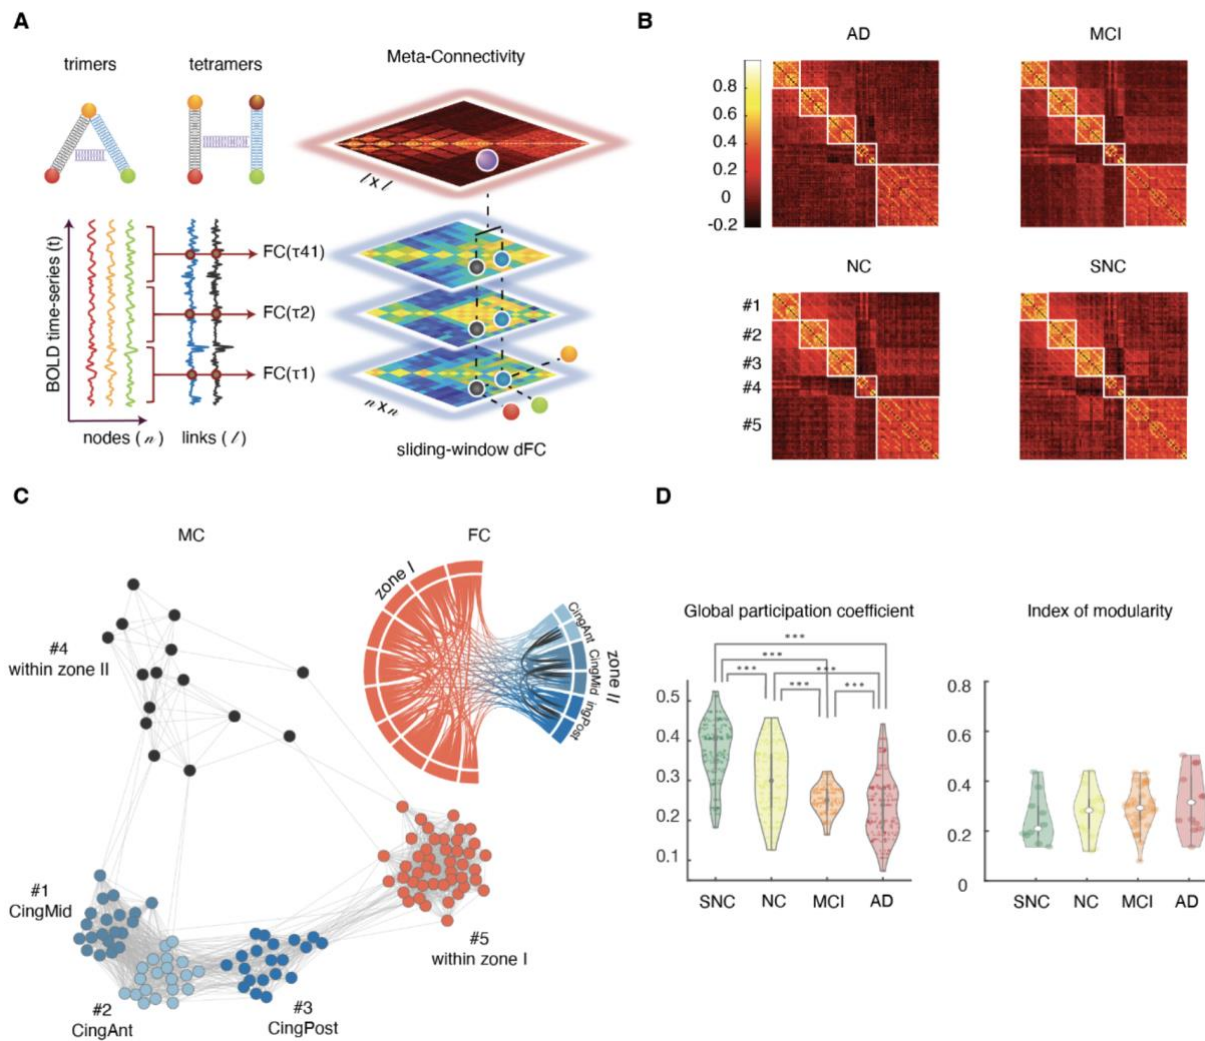 A
trimers
tetramers
Meta-Connectivity
ℓ x ℓ
BOLD time-series (t)
FC(τ41)
FC(τ2)
FC(τ1)
nodes (n)
links (ℓ)
n x n
sliding-window dFC
B
AD
MCI
0.8
0.6
0.4
0.2
0
-0.2
NC
SNC
#1
#2
#3
#4
#5
C
MC
FC
zone I
CingAnt
CingMid
ingPost
zone II
#4
within zone II
#1
CingMid
#2
CingAnt
#3
CingPost
#5
within zone I
D
Global participation coefficient
***
***
***
***
***
***
0.5
0.3
0.2
0.1
SNC
NC
MCI
AD
Index of modularity
0.8
0.6
0.4
0.2
0
SNC
NC
MCI
AD